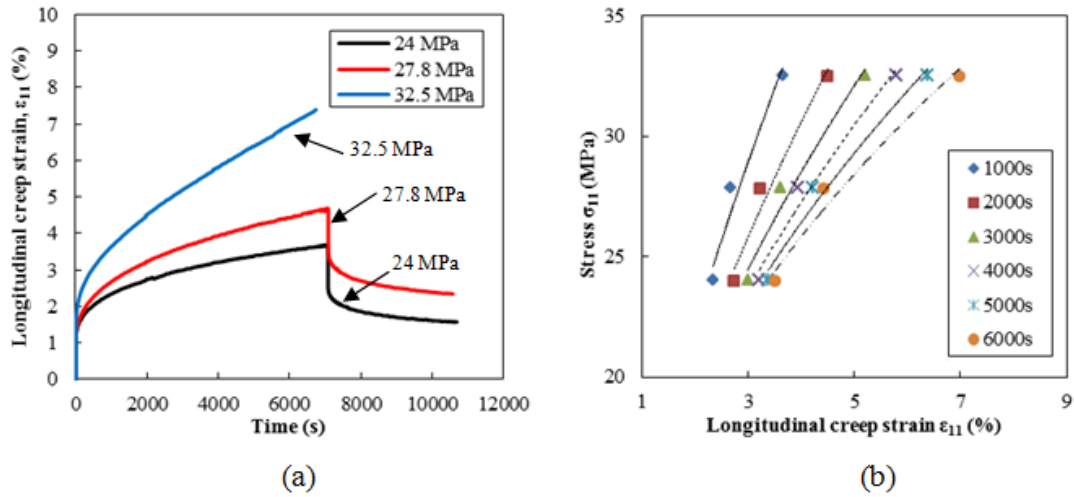 10
9
8
7
6
5
4
3
2
1
0
Longitudinal creep strain, ε11 (%)
24 MPa
27.8 MPa
32.5 MPa
32.5 MPa
27.8 MPa
24 MPa
0 2000 4000 6000 8000 10000 12000
Time (s)
(a)
35
30
25
20
Stress σ11 (MPa)
1000s
2000s
3000s
4000s
5000s
6000s
1 3 5 7 9
Longitudinal creep strain ε11 (%)
(b)